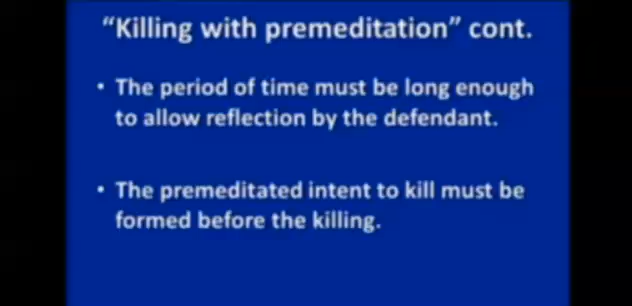 “Killing with premeditation” cont.
• The period of time must be long enough
to allow reflection by the defendant.
• The premeditated intent to kill must be
formed before the killing.